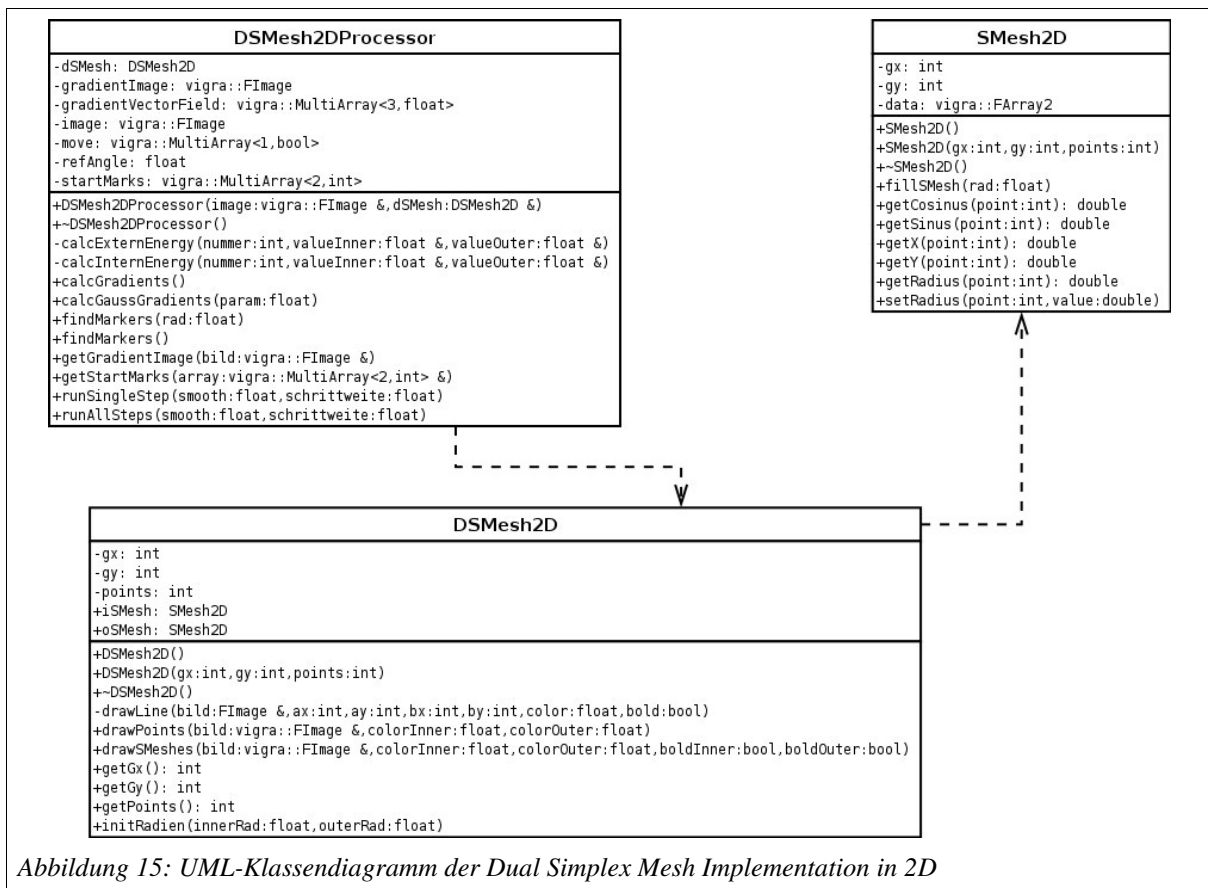 DSMesh2DProcessor
-dSMesh: DSMesh2D
-gradientImage: vigra::FImage
-gradientVectorField: vigra::MultiArray<3,float>
-image: vigra::FImage
-move: vigra::MultiArray<1,bool>
-refAngle: float
-startMarks: vigra::MultiArray<2,int>
+DSMesh2DProcessor(image:vigra::FImage &,dSMesh:DSMesh2D &)
+~DSMesh2DProcessor()
-calcExternEnergy(nummer:int,valueInner:float &,valueOuter:float &)
-calcInternEnergy(nummer:int,valueInner:float &,valueOuter:float &)
+calcGradients()
+calcGaussGradients(param:float)
+findMarkers(rad:float)
+findMarkers()
+getGradientImage(bild:vigra::FImage &)
+getStartMarks(array:vigra::MultiArray<2,int> &)
+runSingleStep(smooth:float,schrittweite:float)
+runAllSteps(smooth:float,schrittweite:float)
SMesh2D
-gx: int
-gy: int
-data: vigra::FArray2
+SMesh2D()
+SMesh2D(gx:int,gy:int,points:int)
+~SMesh2D()
+fillSMesh(rad:float)
+getCosinus(point:int): double
+getSinus(point:int): double
+getX(point:int): double
+getY(point:int): double
+getRadius(point:int): double
+setRadius(point:int,value:double)
DSMesh2D
-gx: int
-gy: int
-points: int
+iSMesh: SMesh2D
+oSMesh: SMesh2D
+DSMesh2D()
+DSMesh2D(gx:int,gy:int,points:int)
+~DSMesh2D()
-drawLine(bild:FImage &,ax:int,ay:int,bx:int,by:int,color:float,bold:bool)
+drawPoints(bild:vigra::FImage &,colorInner:float,colorOuter:float)
+drawSMeshes(bild:vigra::FImage &,colorInner:float,colorOuter:float,boldInner:bool,boldOuter:bool)
+getGx(): int
+getGy(): int
+getPoints(): int
+initRadien(innerRad:float,outerRad:float)
Abbildung 15: UML-Klassendiagramm der Dual Simplex Mesh Implementation in 2D